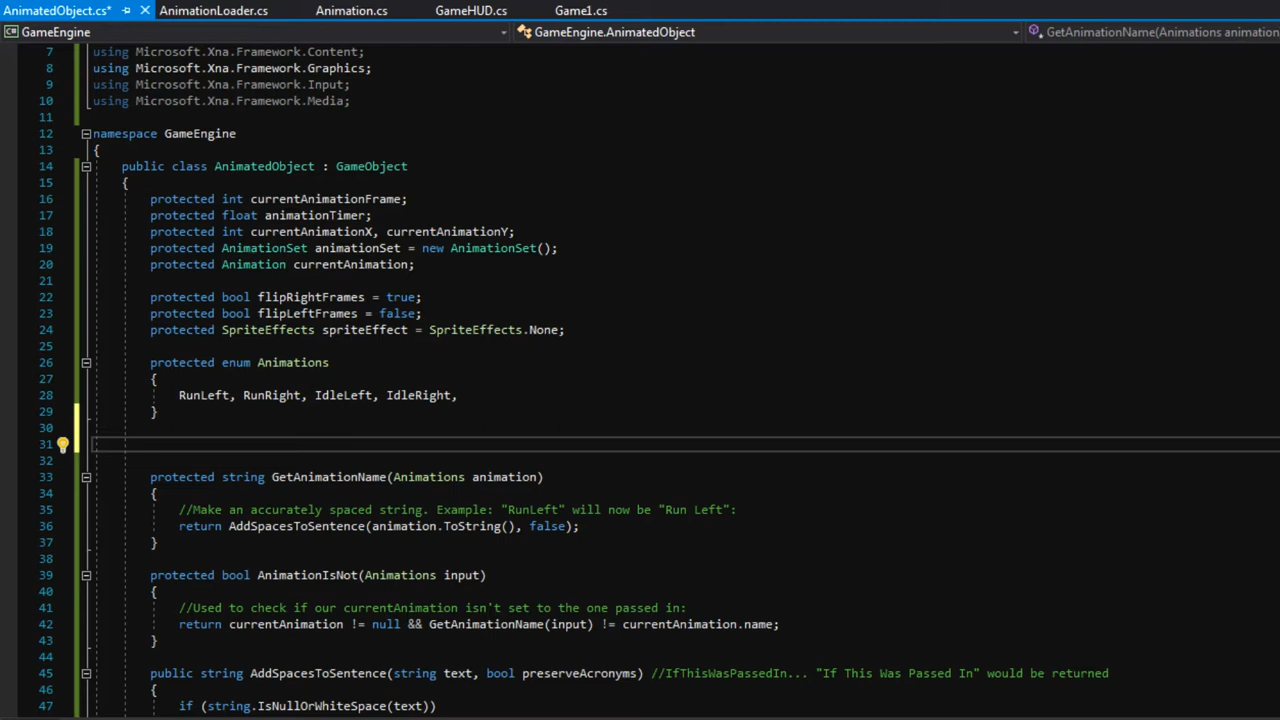 AnimatedObject.cs* AnimationLoader.cs Animation.cs GameHUD.cs Game1.cs
GameEngine GameEngine.AnimatedObject GetAnimationName(Animations animation
7 using Microsoft.Xna.Framework.Content;
8 using Microsoft.Xna.Framework.Graphics;
9 using Microsoft.Xna.Framework.Input;
10 using Microsoft.Xna.Framework.Media;
11
12 namespace GameEngine
13 {
14 public class AnimatedObject : GameObject
15 {
16 protected int currentAnimationFrame;
17 protected float animationTimer;
18 protected int currentAnimationX, currentAnimationY;
19 protected AnimationSet animationSet = new AnimationSet();
20 protected Animation currentAnimation;
21
22 protected bool flipRightFrames = true;
23 protected bool flipLeftFrames = false;
24 protected SpriteEffects spriteEffect = SpriteEffects.None;
25
26 protected enum Animations
27 {
28 RunLeft, RunRight, IdleLeft, IdleRight,
29 }
30
31
32
33 protected string GetAnimationName(Animations animation)
34 {
35 //Make an accurately spaced string. Example: "RunLeft" will now be "Run Left":
36 return AddSpacesToSentence(animation.ToString(), false);
37 }
38
39 protected bool AnimationIsNot(Animations input)
40 {
41 //Used to check if our currentAnimation isn't set to the one passed in:
42 return currentAnimation != null && GetAnimationName(input) != currentAnimation.name;
43 }
44
45 public string AddSpacesToSentence(string text, bool preserveAcronyms) //IfThisWasPassedIn... "If This Was Passed In" would be returned
46 {
47 if (string.IsNullOrWhiteSpace(text))